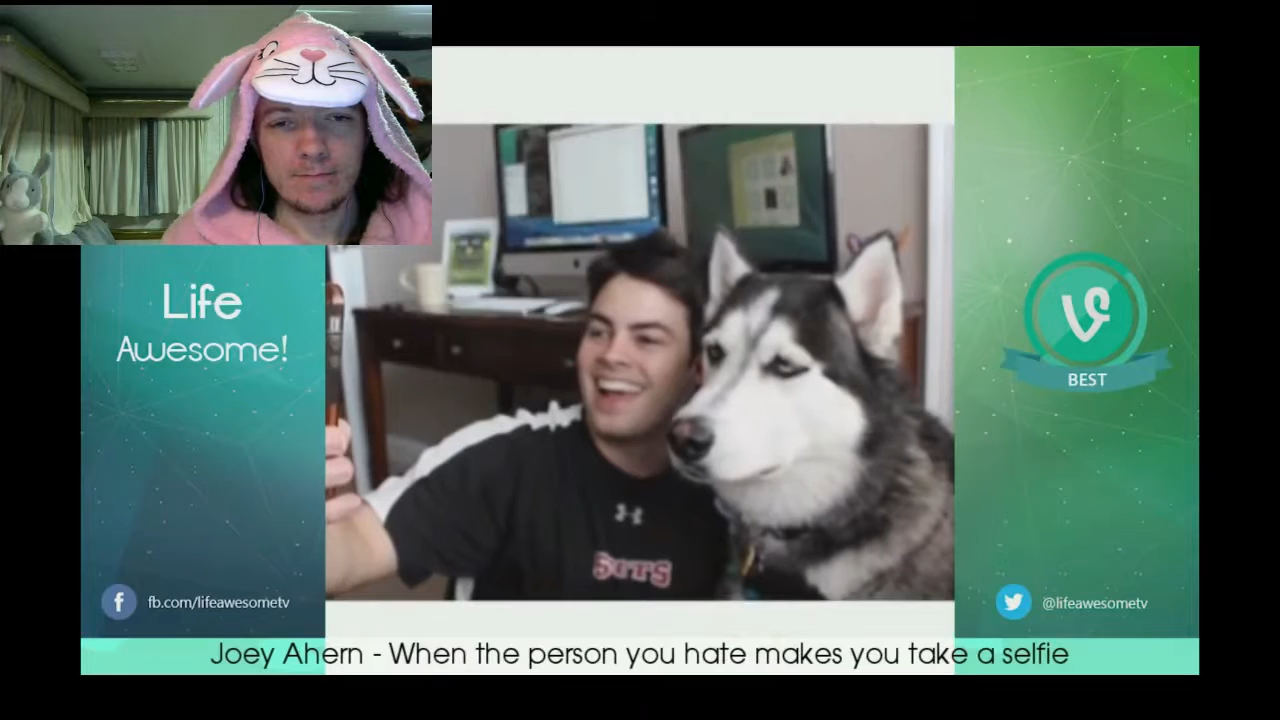 Life
Awesome!
BEST
fb.com/lifeawesometv
@lifeawesometv
Joey Ahern - When the person you hate makes you take a selfie